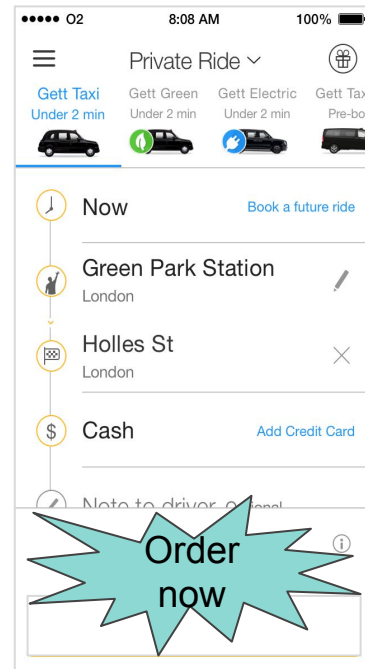 O2 8:08 AM 100%
Private Ride
Gett Taxi Gett Green Gett Electric Gett Tax
Under 2 min Under 2 min Under 2 min Pre-bo
Now Book a future ride
Green Park Station
London
Holles St
London
$ Cash Add Credit Card
Note to driver
Order
now